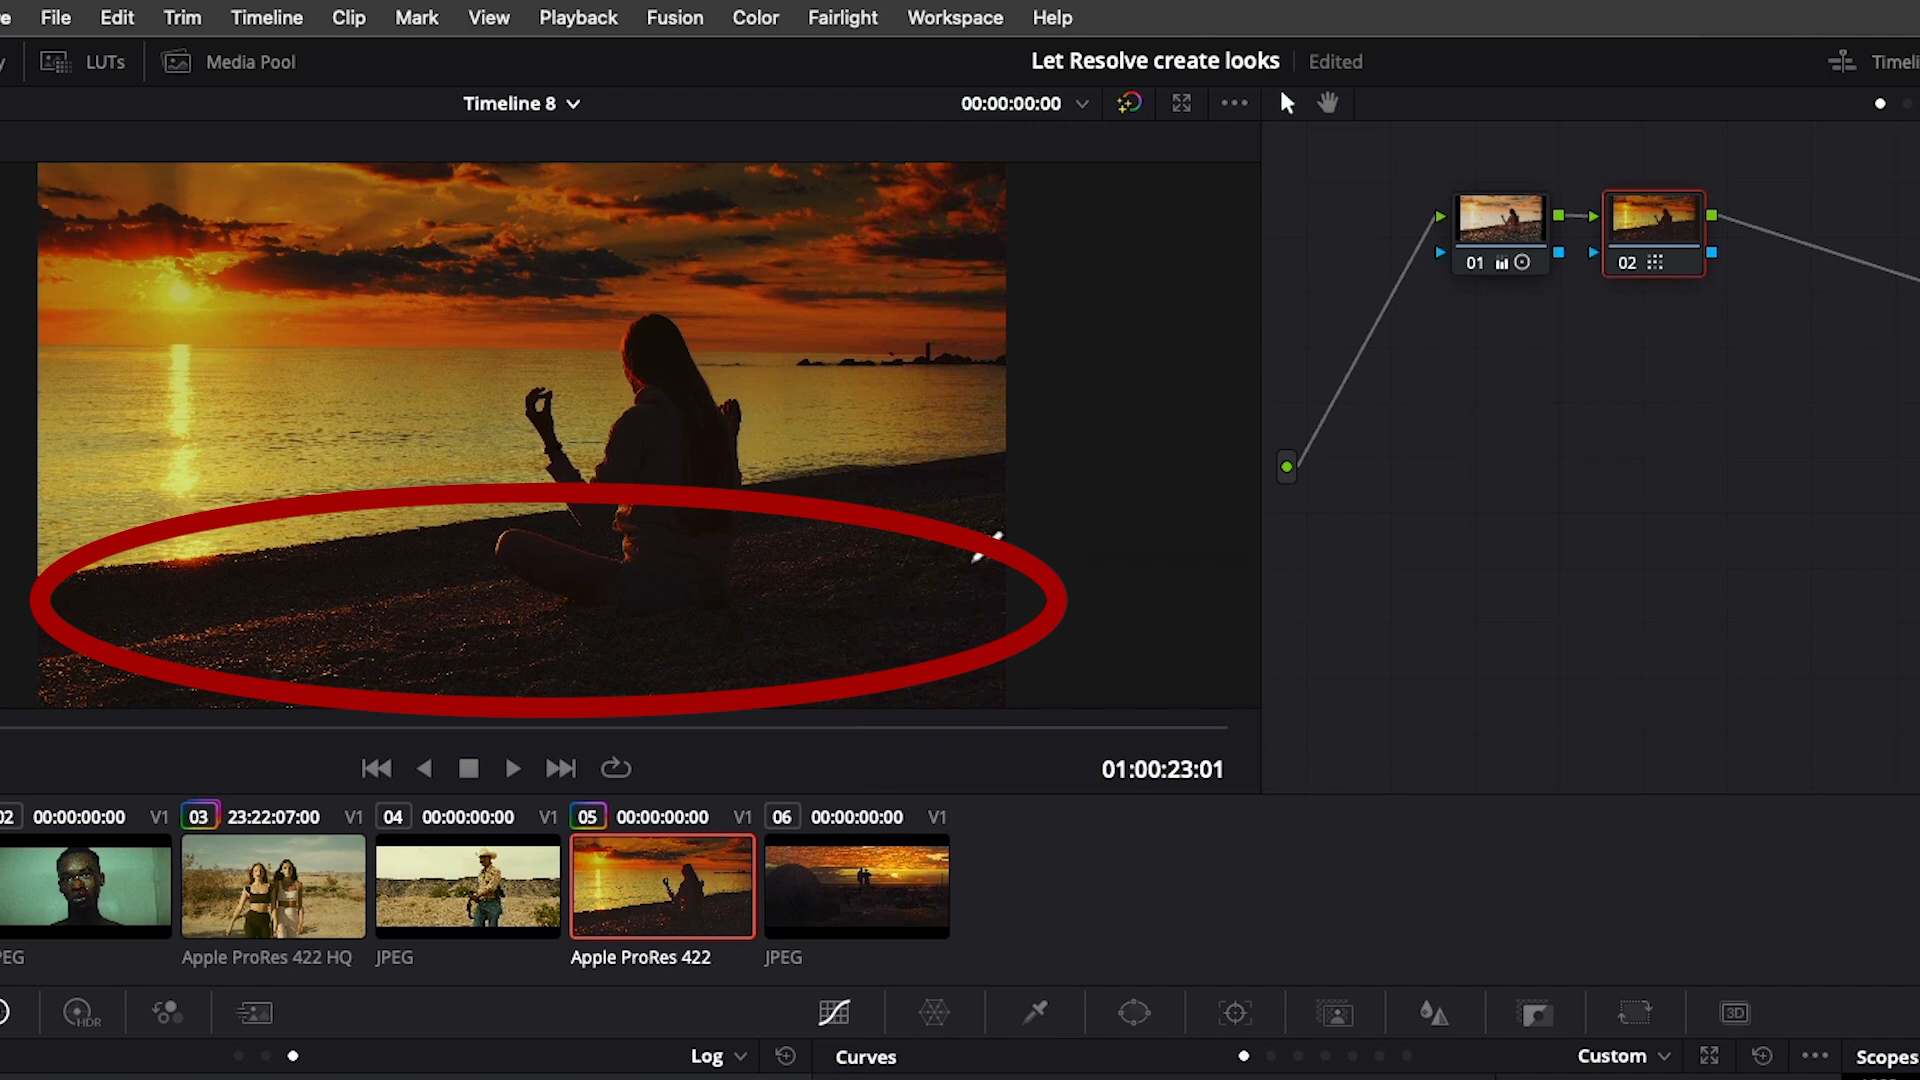 File Edit Trim Timeline Clip Mark View Playback Fusion Color Fairlight Workspace Help
LUTs Media Pool Let Resolve create looks Edited
Timeline 8 00:00:00:00
01 02
01:00:23:01
02 00:00:00:00 V1 03 23:22:07:00 V1 04 00:00:00:00 V1 05 00:00:00:00 V1 06 00:00:00:00 V1
Apple ProRes 422 HQ JPEG Apple ProRes 422 JPEG
HDR 3D
Log Curves Custom Scopes